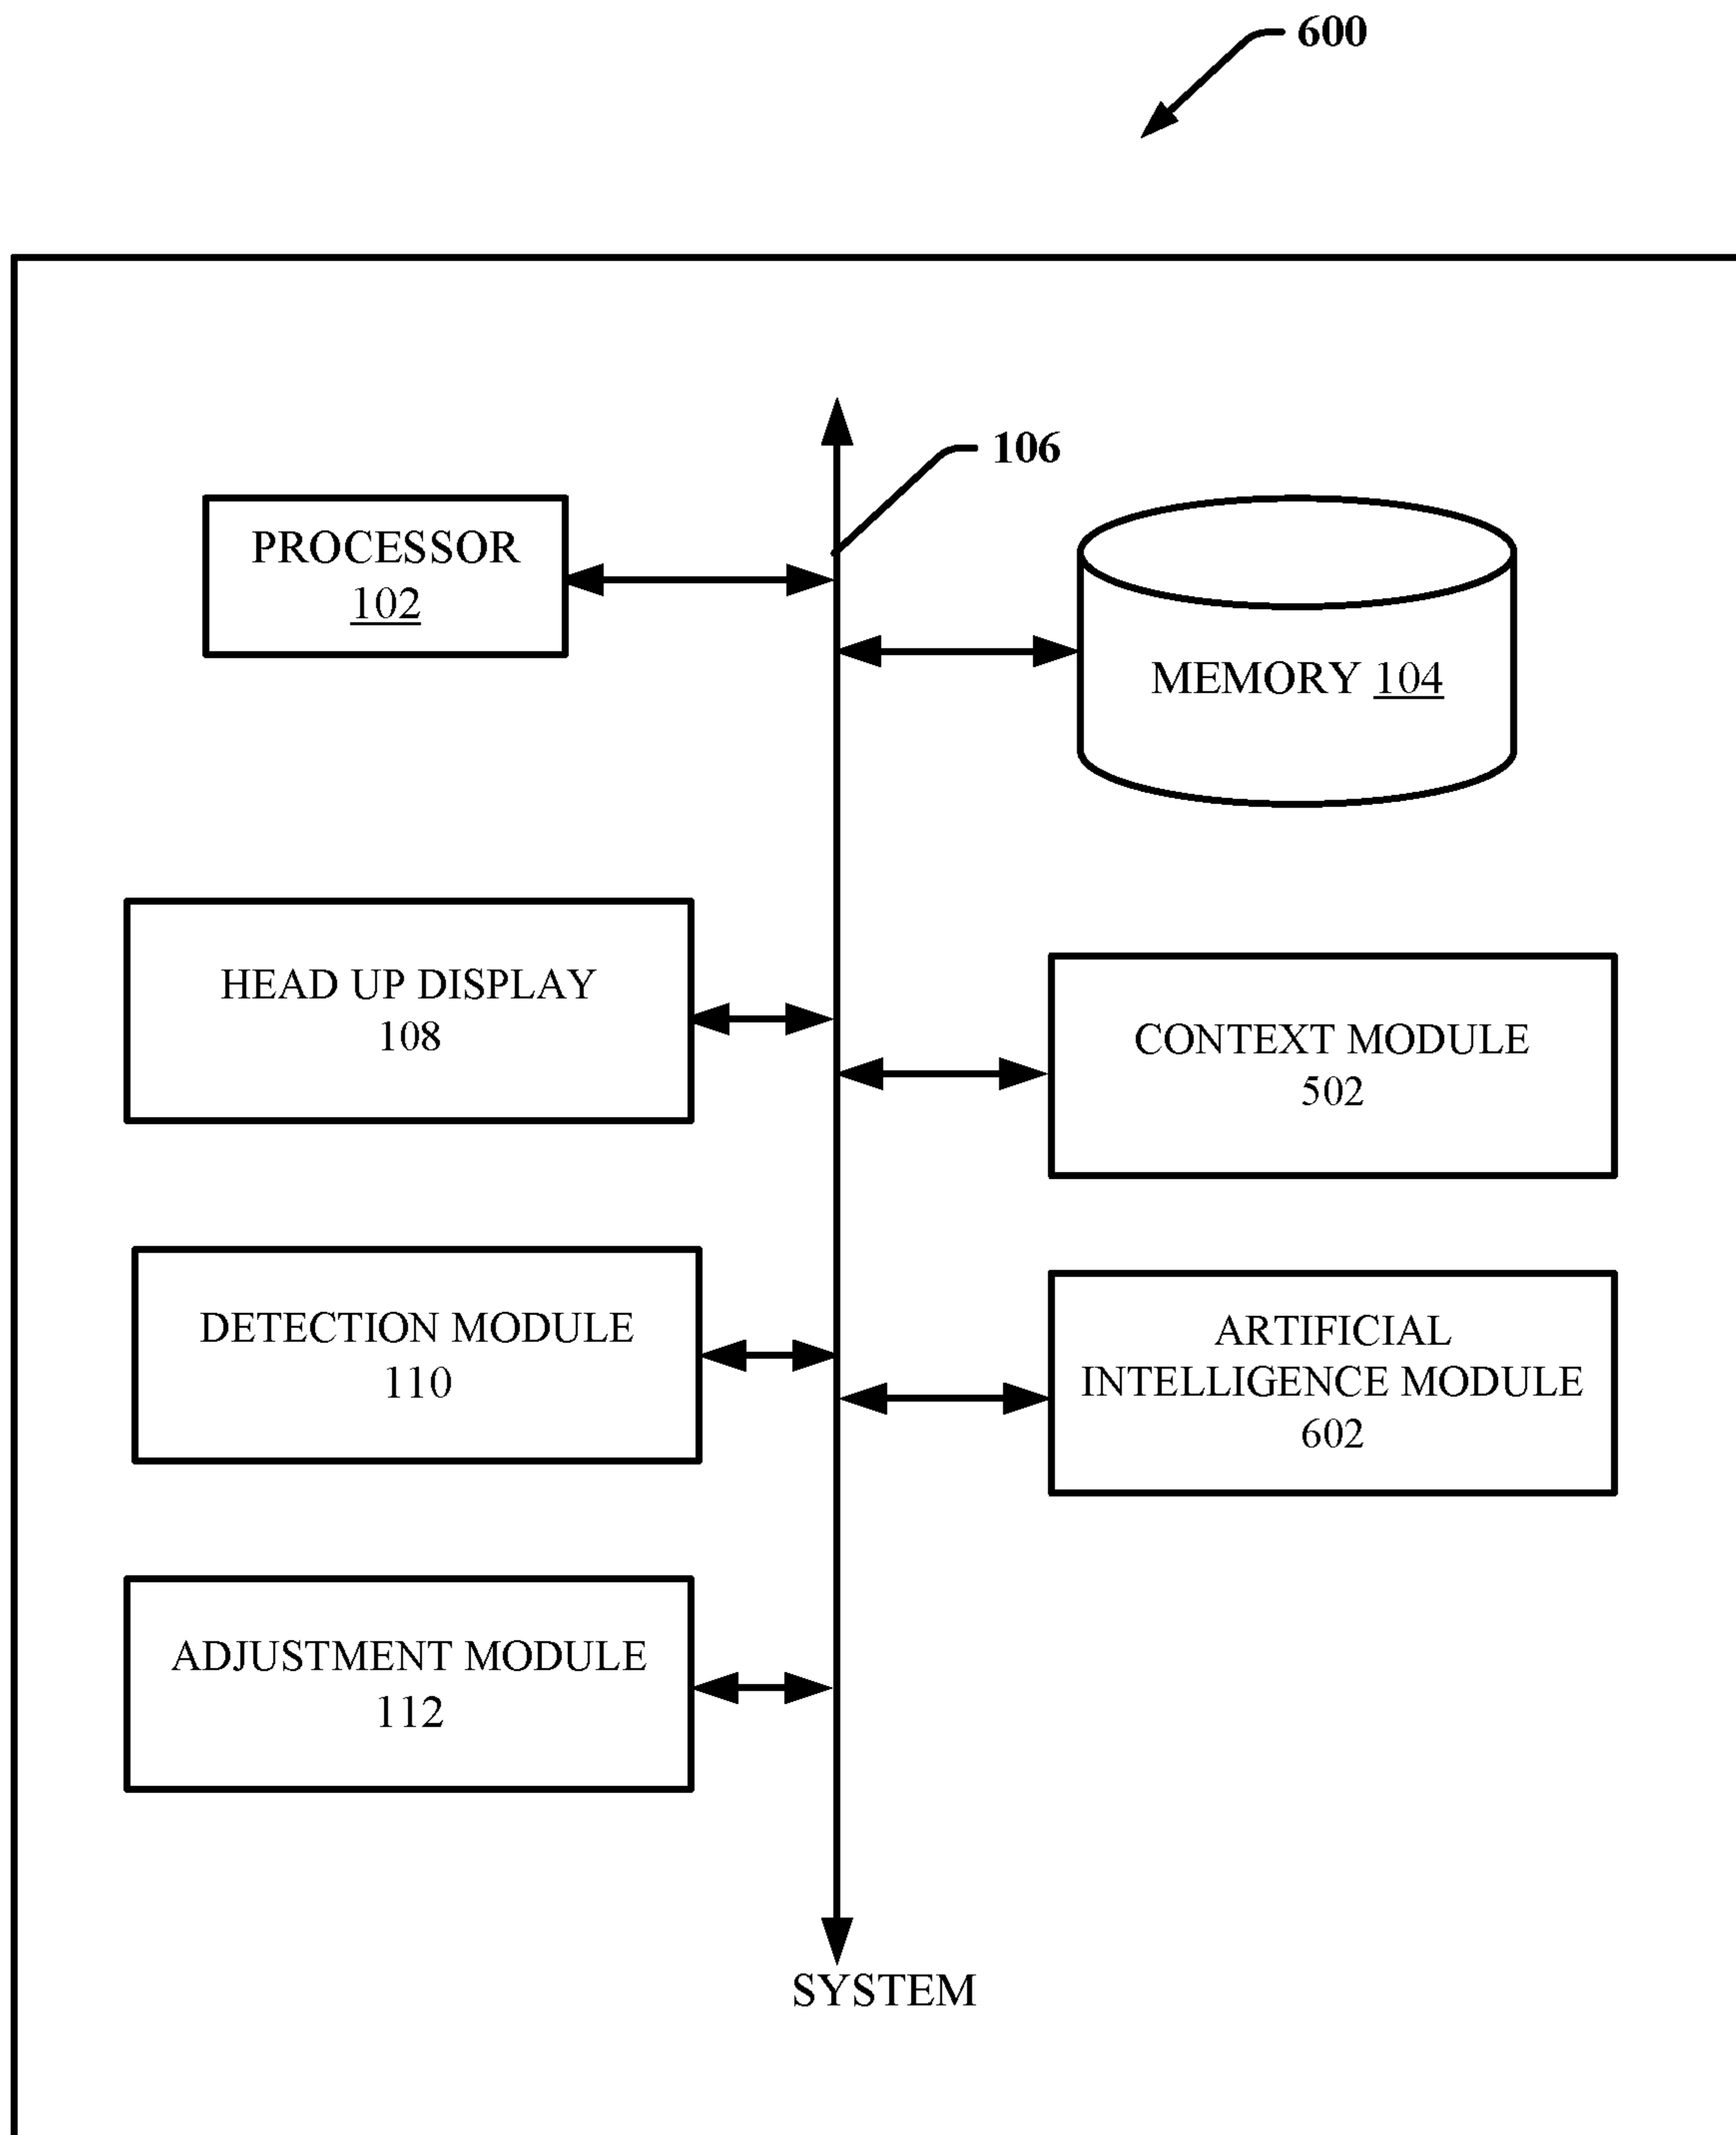 600
106
PROCESSOR
102
MEMORY 104
HEAD UP DISPLAY
108
CONTEXT MODULE
502
DETECTION MODULE
110
ARTIFICIAL
INTELLIGENCE MODULE
602
ADJUSTMENT MODULE
112
SYSTEM